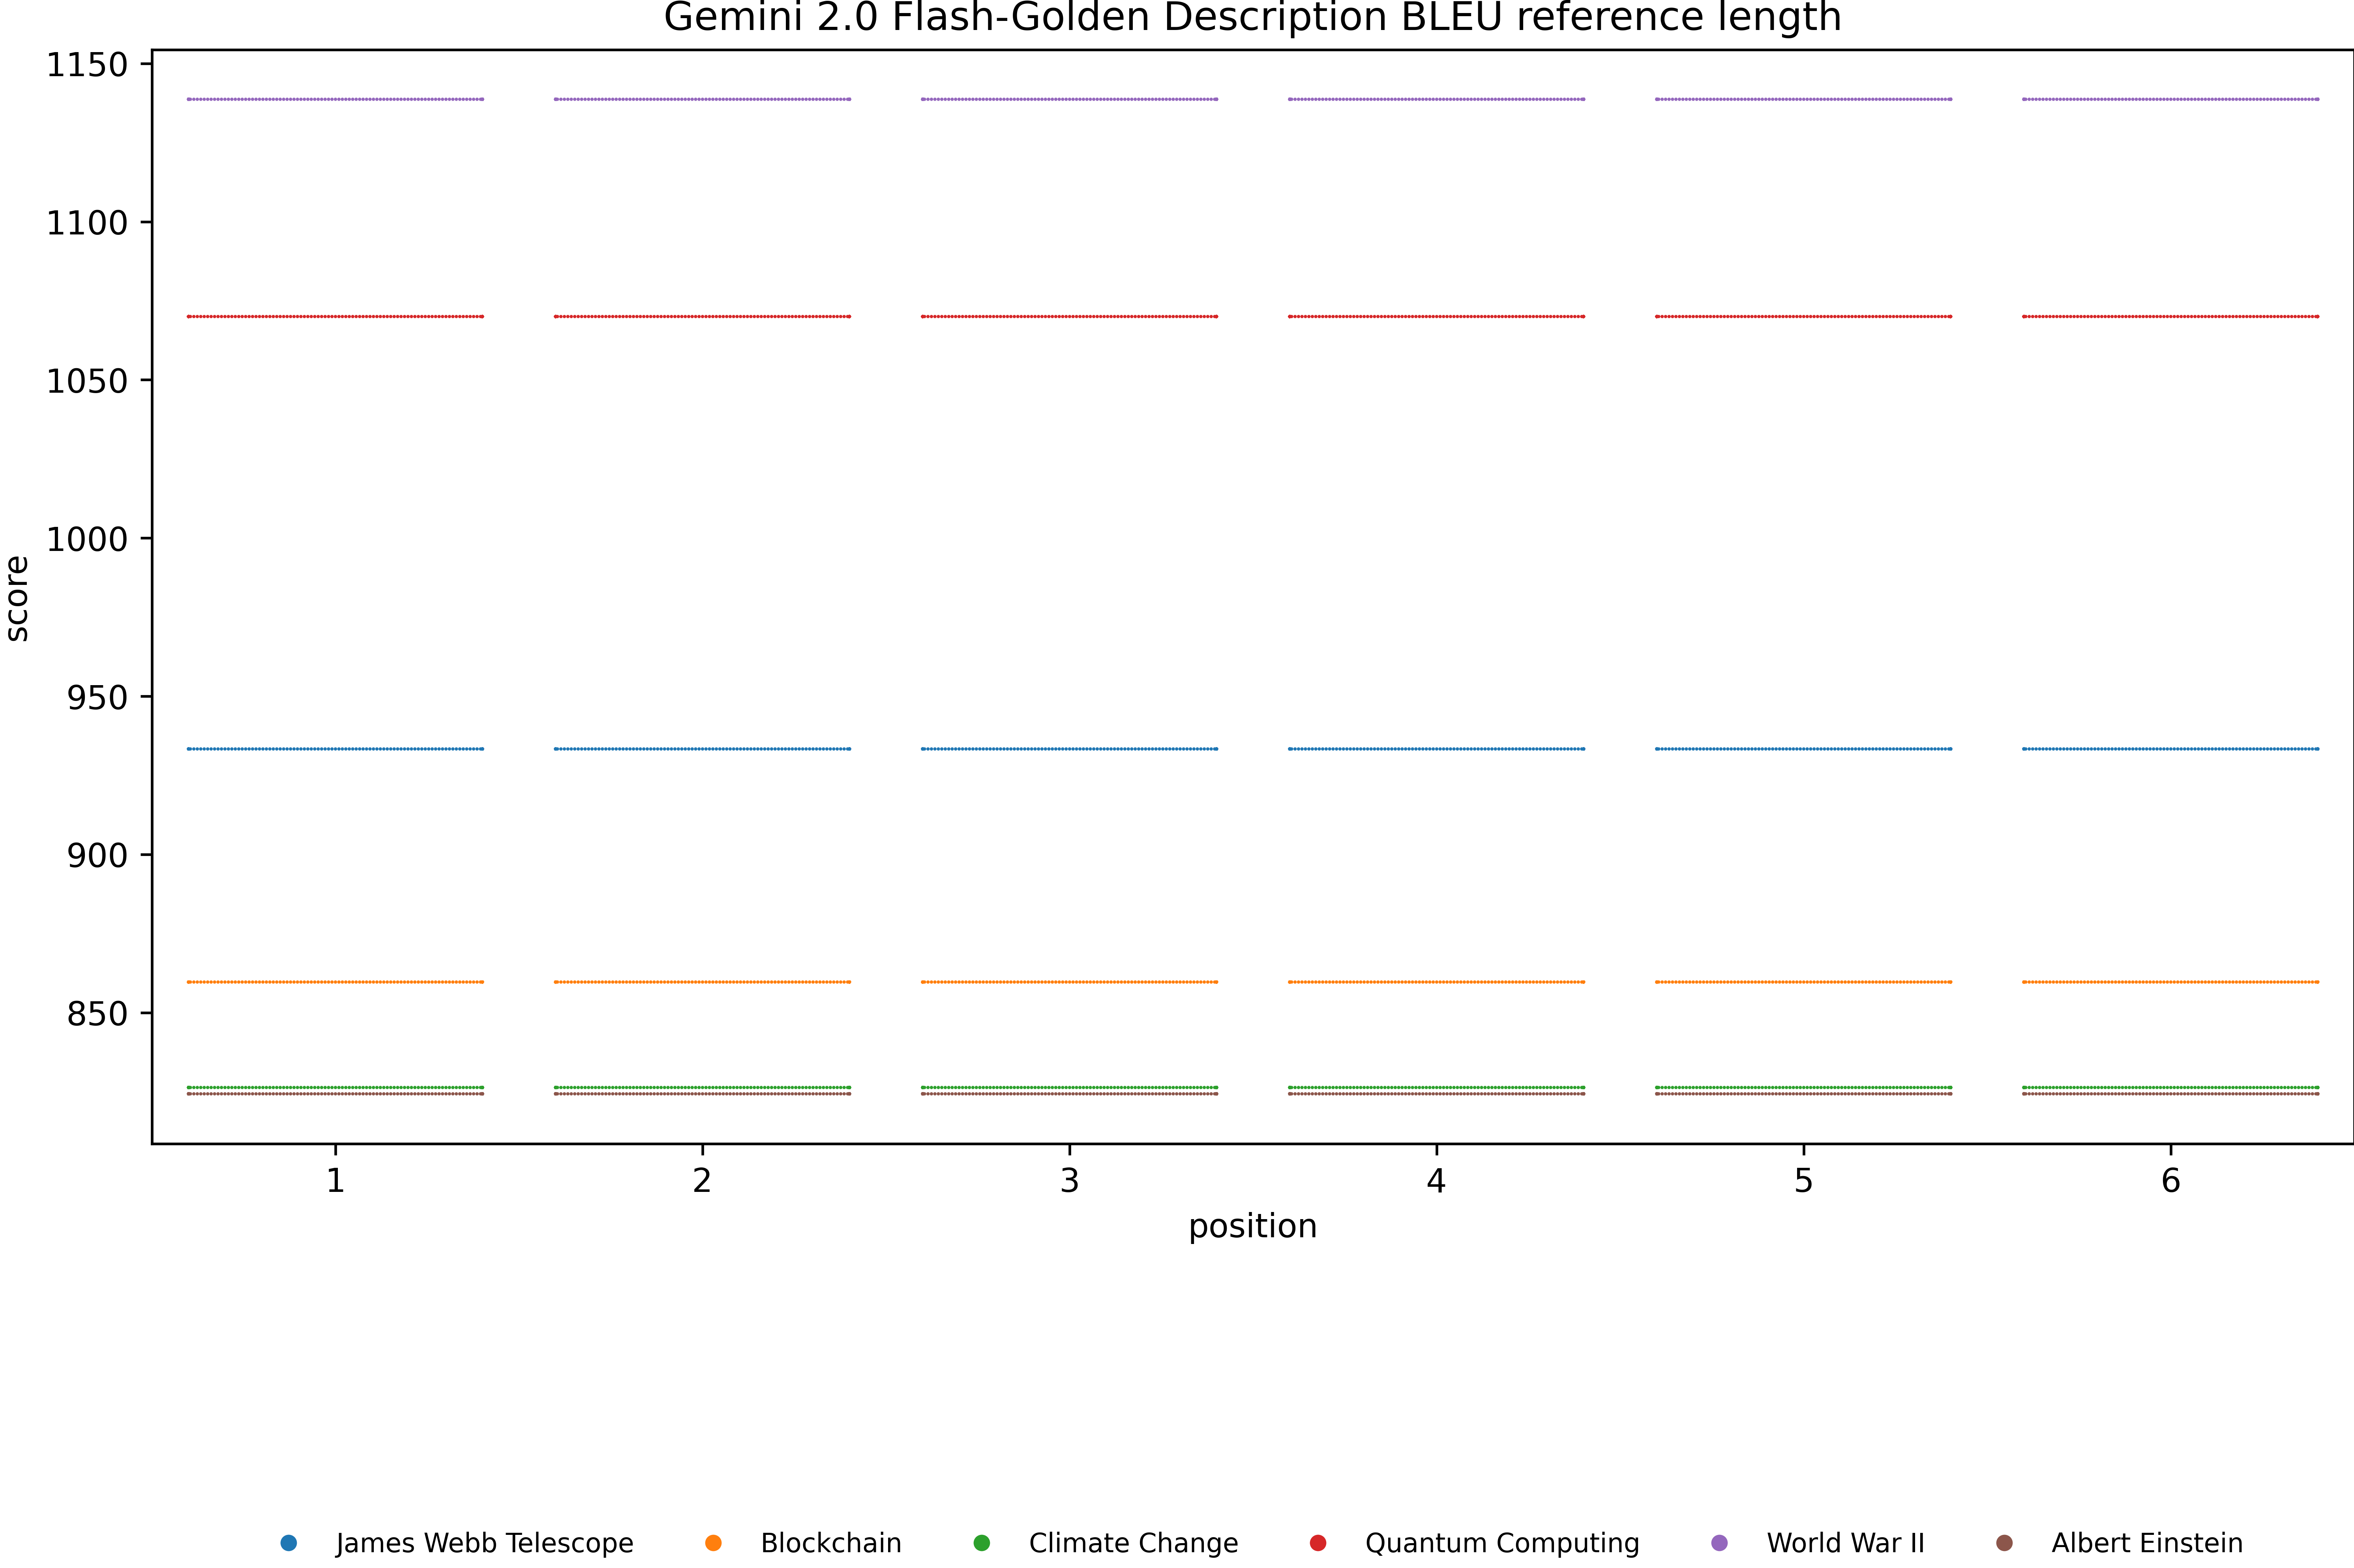 Gemini 2.0 Flash-Golden Description BLEU reference length
1150
1100
1050
1000
950
900
850
score
1 2 3 4 5 6
position
James Webb Telescope Blockchain Climate Change Quantum Computing World War II Albert Einstein